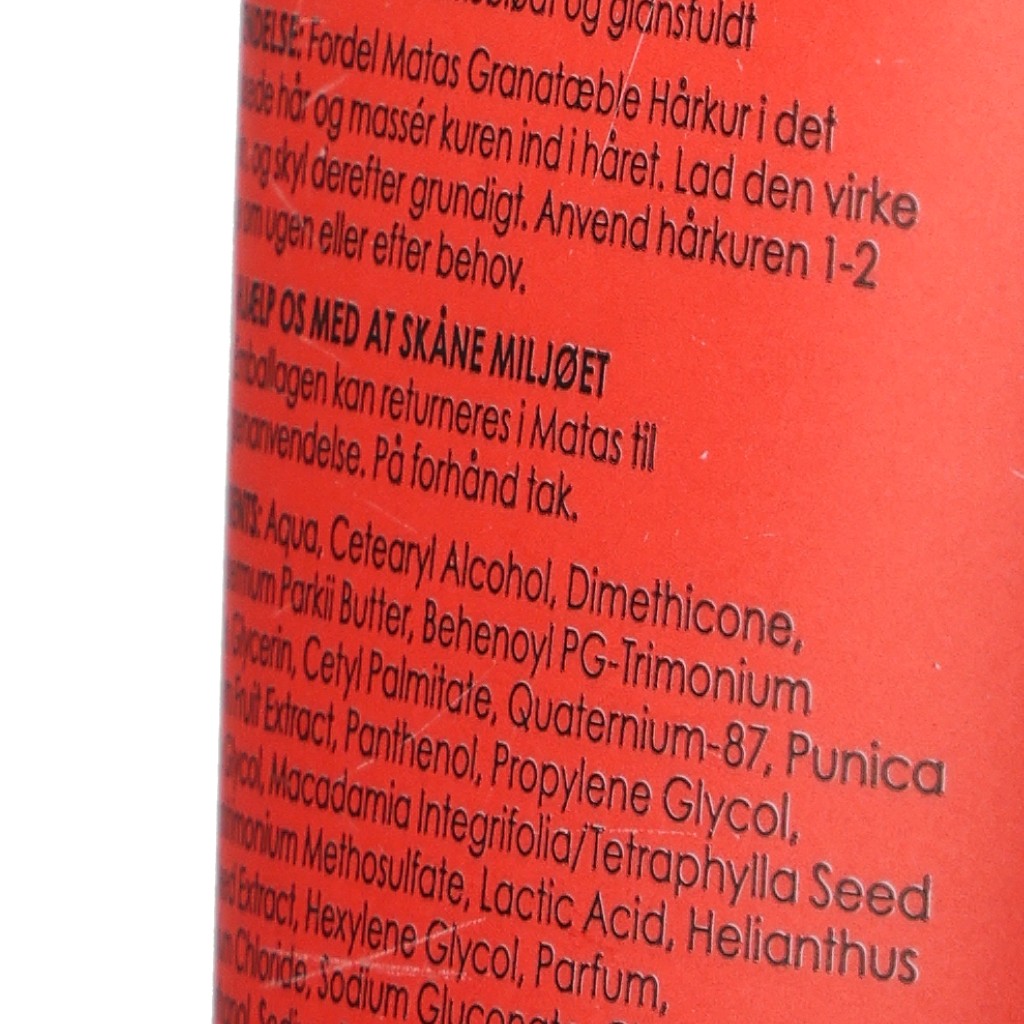 og glansfuldt
Fordel Matas Granatæble Hårkur i det
hår og massér kuren ind i håret. Lad den virke
og skyl derefter grundigt. Anvend hårkuren 1-2
om ugen eller efter behov.
HJÆLP OS MED AT SKÅNE MILJØET
Emballagen kan returneres i Matas til
genanvendelse. På forhånd tak.
Aqua, Cetearyl Alcohol, Dimethicone,
Parkii Butter, Behenoyl PG-Trimonium
Glycerin, Cetyl Palmitate, Quaternium-87, Punica
Fruit Extract, Panthenol, Propylene Glycol,
Glycol, Macadamia Integrifolia/Tetraphylla Seed
Methosulfate, Lactic Acid, Helianthus
Extract, Hexylene Glycol, Parfum,
Chloride, Sodium